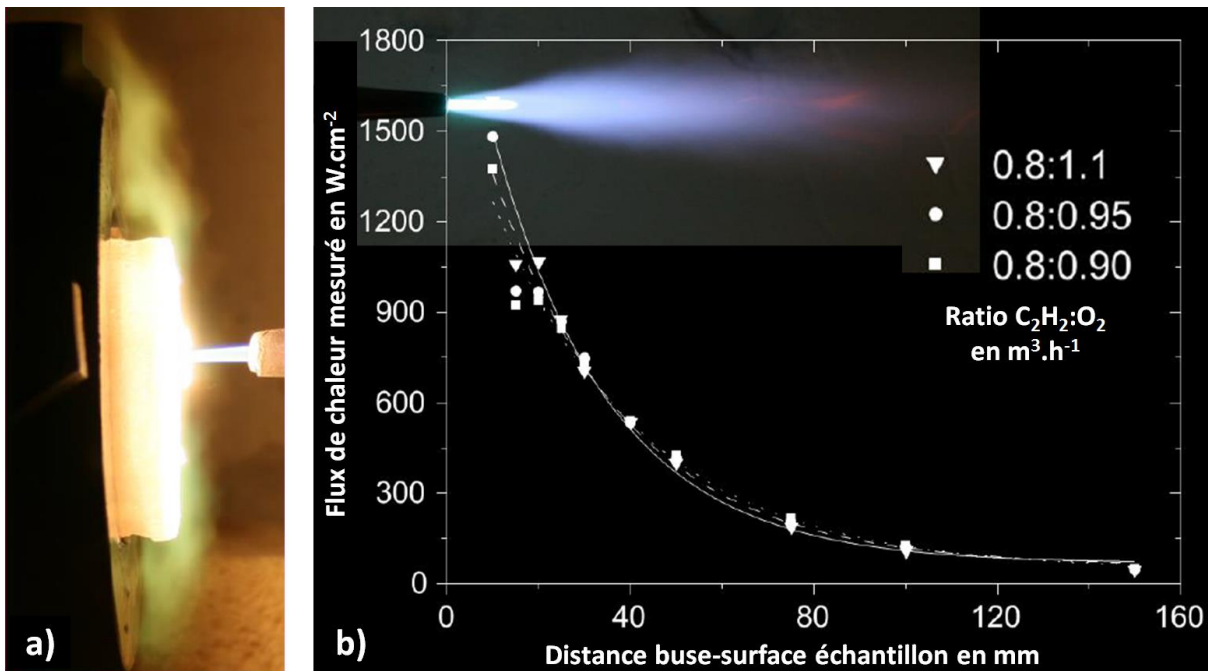 a)
b)
Flux de chaleur mesuré en W.cm-2
1800
1500
1200
900
600
300
0
0.8:1.1
0.8:0.95
0.8:0.90
Ratio C2H2:O2
en m3.h-1
0
40
80
120
160
Distance buse-surface échantillon en mm